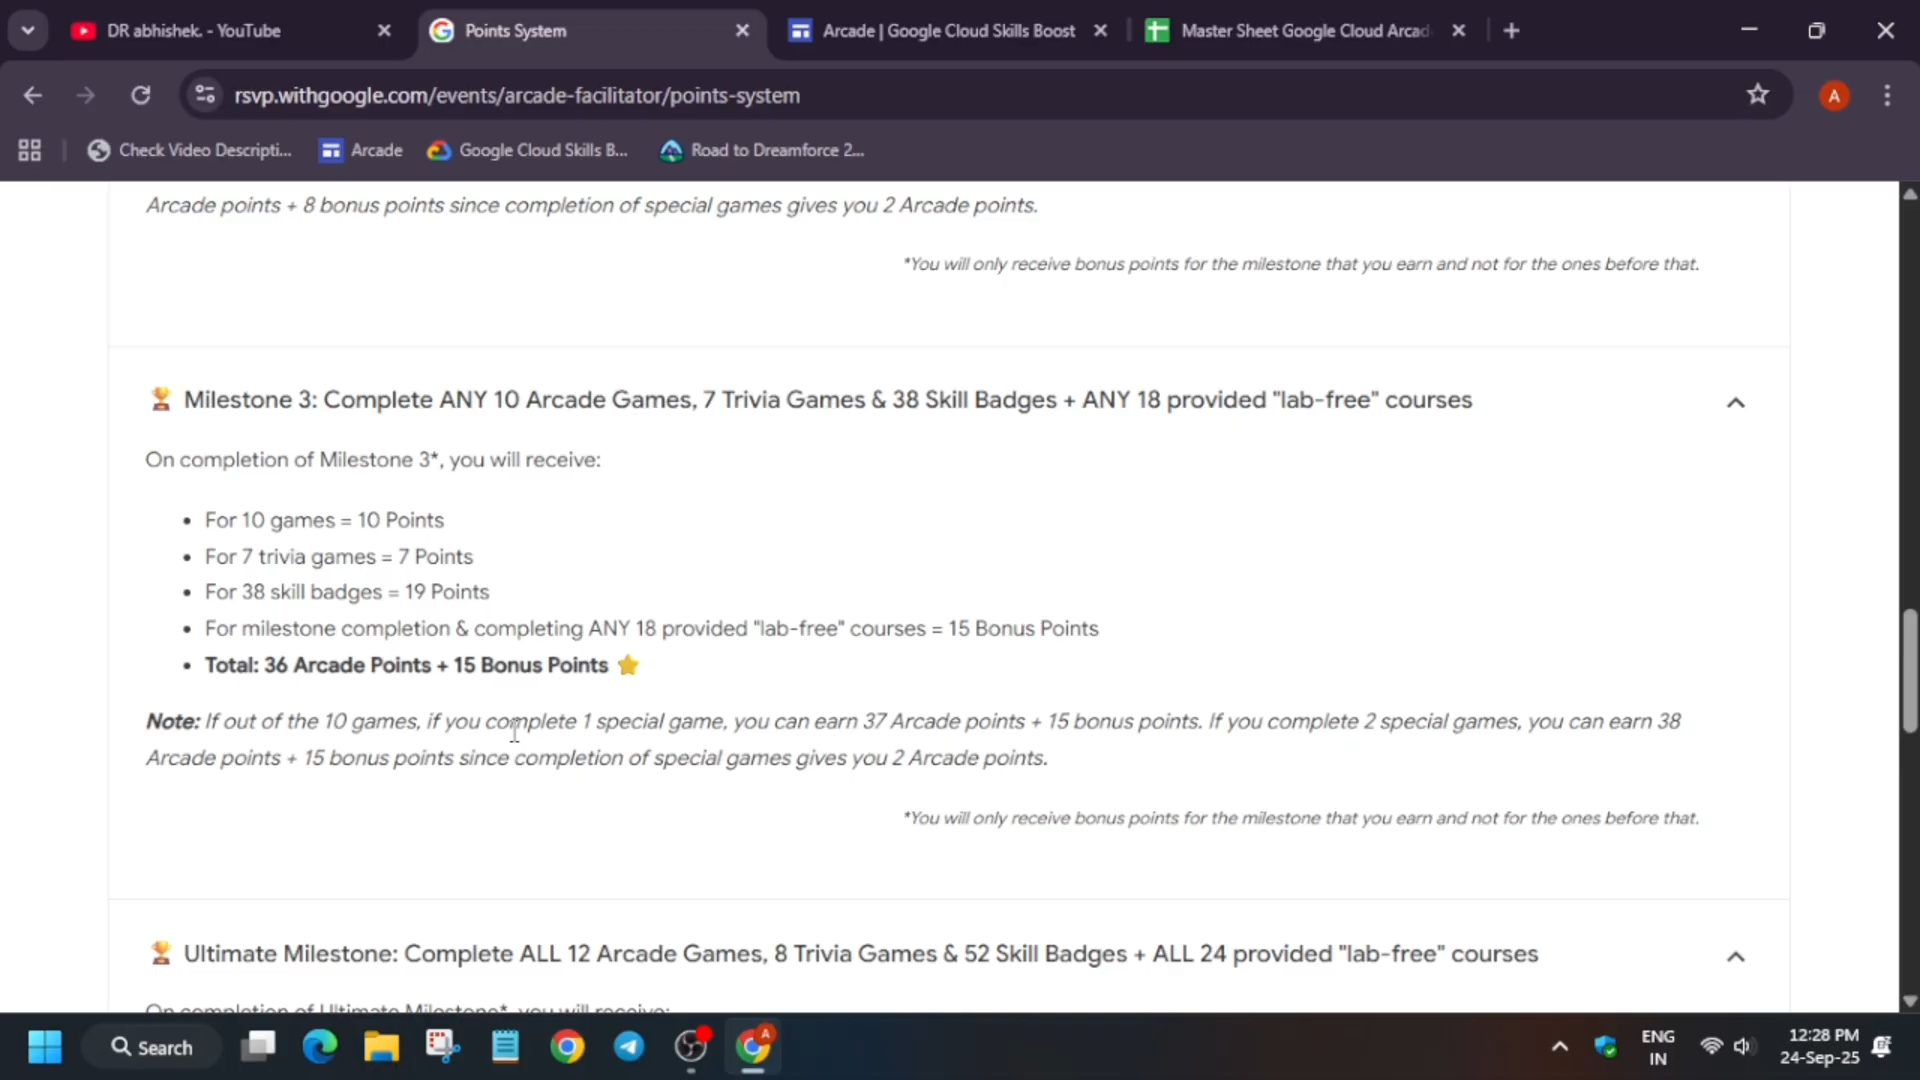 DR abhishek. - YouTube
Points System
Arcade | Google Cloud Skills Boost
Master Sheet Google Cloud Arcad
rsvp.withgoogle.com/events/arcade-facilitator/points-system
A
Check Video Descripti...
Arcade
Google Cloud Skills B...
Road to Dreamforce 2...
Arcade points + 8 bonus points since completion of special games gives you 2 Arcade points.
*You will only receive bonus points for the milestone that you earn and not for the ones before that.
🏆 Milestone 3: Complete ANY 10 Arcade Games, 7 Trivia Games & 38 Skill Badges + ANY 18 provided "lab-free" courses
On completion of Milestone 3*, you will receive:
• For 10 games = 10 Points
• For 7 trivia games = 7 Points
• For 38 skill badges = 19 Points
• For milestone completion & completing ANY 18 provided "lab-free" courses = 15 Bonus Points
• Total: 36 Arcade Points + 15 Bonus Points ⭐
Note: If out of the 10 games, if you complete 1 special game, you can earn 37 Arcade points + 15 bonus points. If you complete 2 special games, you can earn 38
Arcade points + 15 bonus points since completion of special games gives you 2 Arcade points.
*You will only receive bonus points for the milestone that you earn and not for the ones before that.
🏆 Ultimate Milestone: Complete ALL 12 Arcade Games, 8 Trivia Games & 52 Skill Badges + ALL 24 provided "lab-free" courses
On completion of Ultimate Milestone*, you will receive:
Search
A
ENG
IN
12:28 PM
24-Sep-25